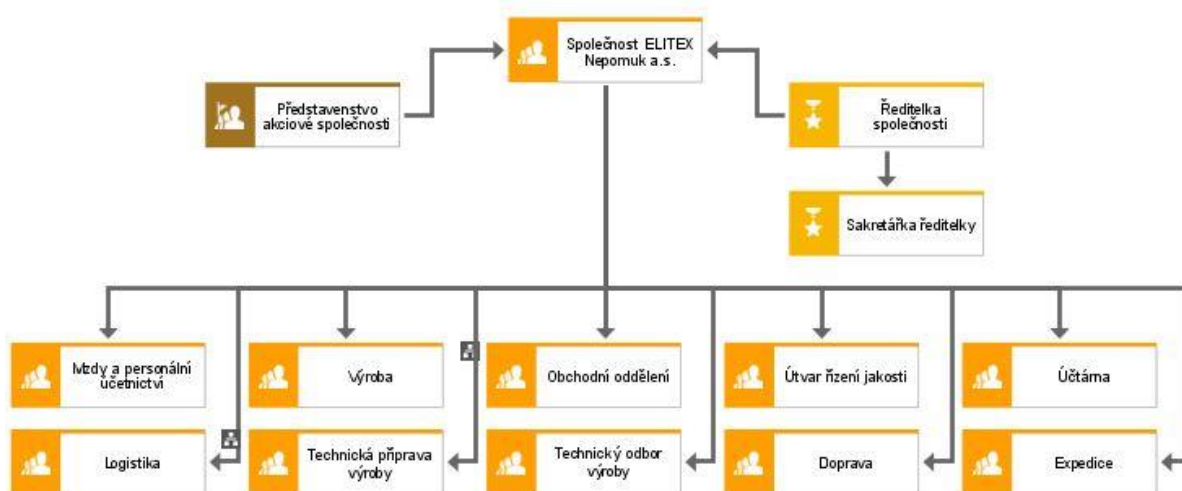 Společnost ELITEX
Nepomuk a.s.
Představenstvo
akciové společnosti
Ředitelka
společnosti
Sakretářka ředitelky
Mzdy a personální
účetnictví
Výroba
Obchodní oddělení
Útvar řízení jakosti
Účtárna
Logistika
Technická příprava
výroby
Technický odbor
výroby
Doprava
Expedice